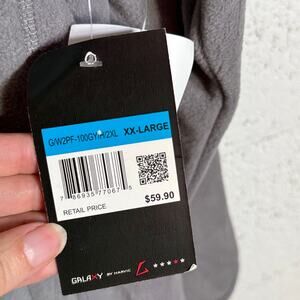 G/W2PF-100GY/H/2XL XX-LARGE
7 86935 77067 5
$59.90
RETAIL PRICE
GALAXY BY HARVIC